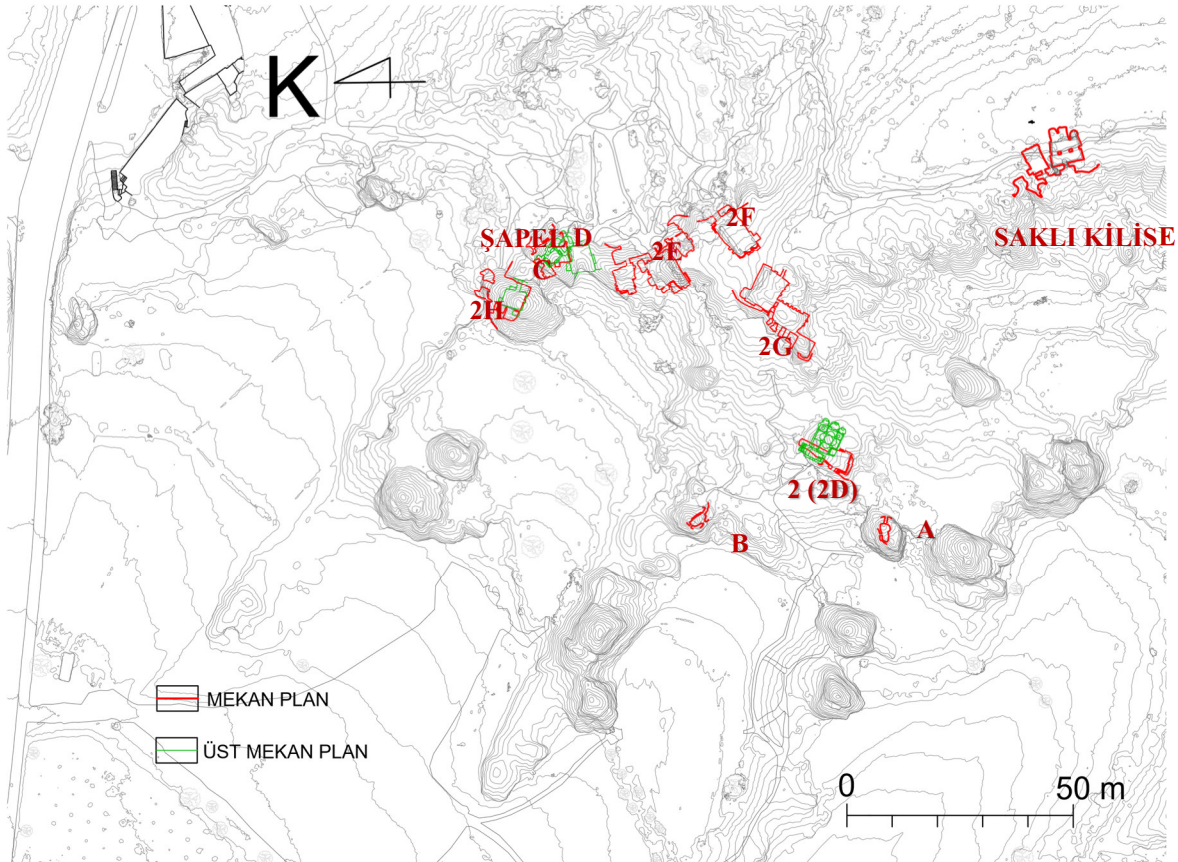 K
2F
ŞAPEL D
2E
SAKLI KİLİSE
C
2H
2G
2 (2D)
B
A
MEKAN PLAN
ÜST MEKAN PLAN
0 50 m